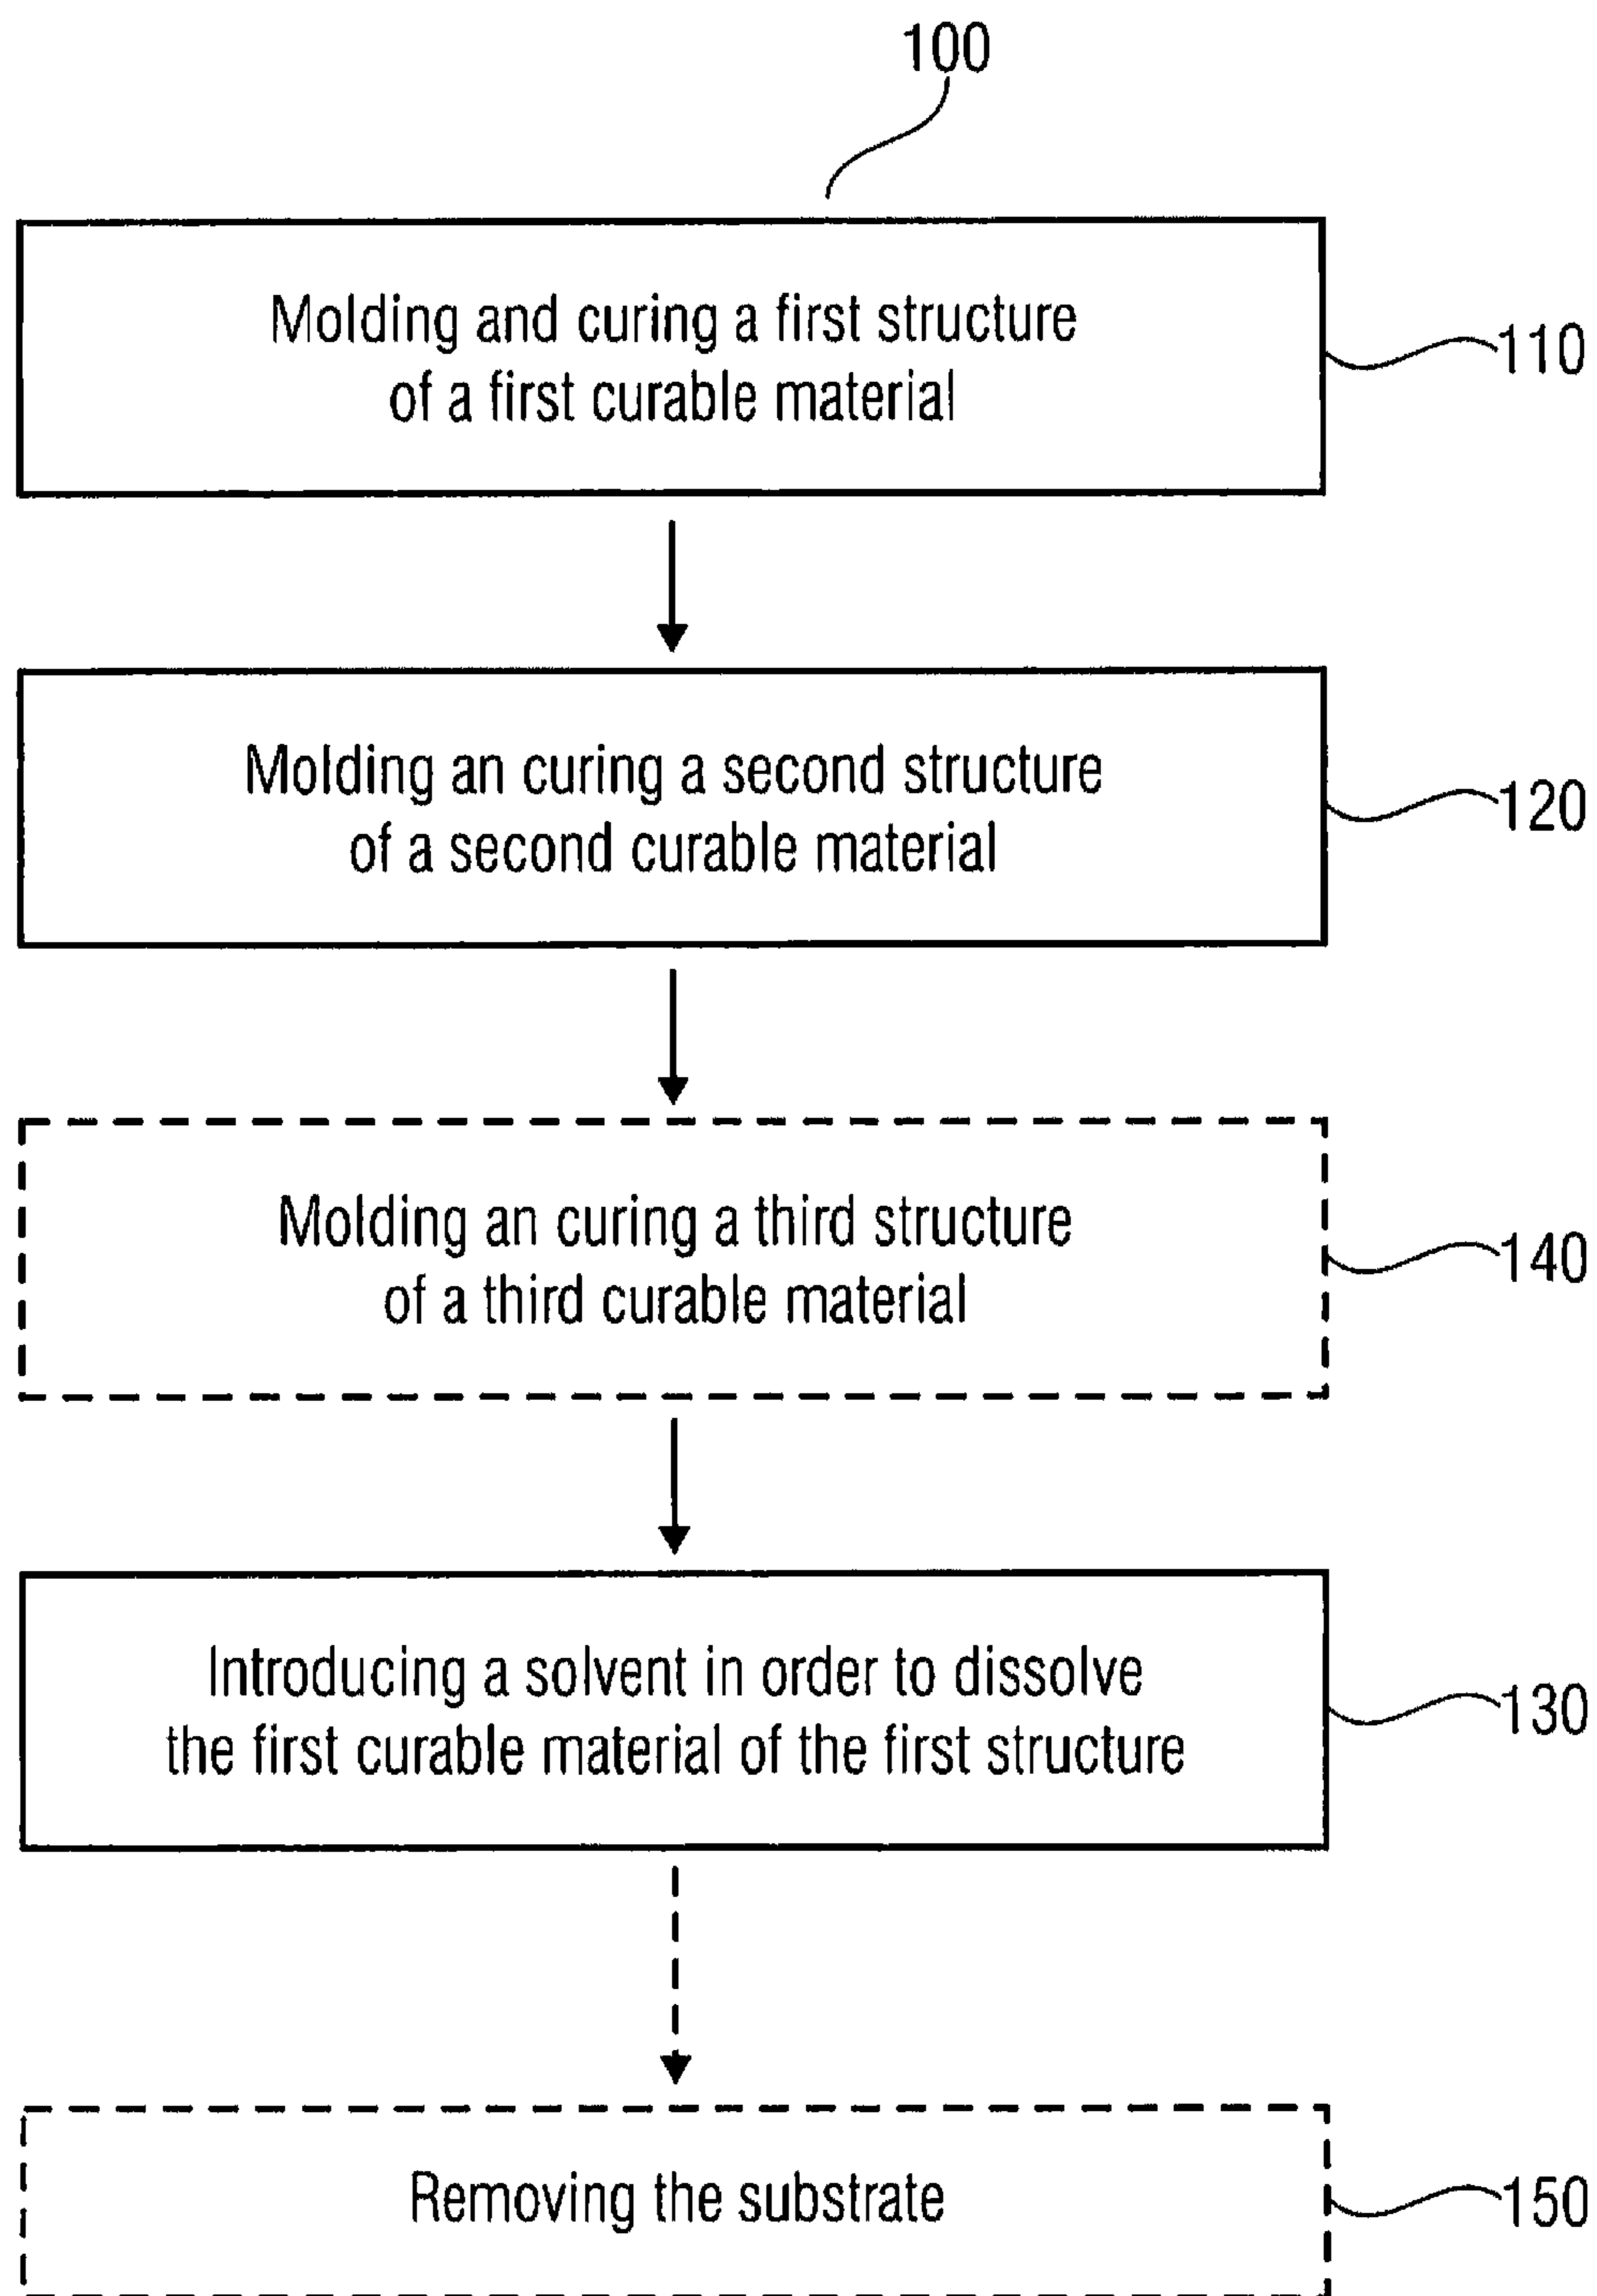 100
Molding and curing a first structure
of a first curable material
110
Molding an curing a second structure
of a second curable material
120
Molding an curing a third structure
of a third curable material
140
Introducing a solvent in order to dissolve
the first curable material of the first structure
130
Removing the substrate
150